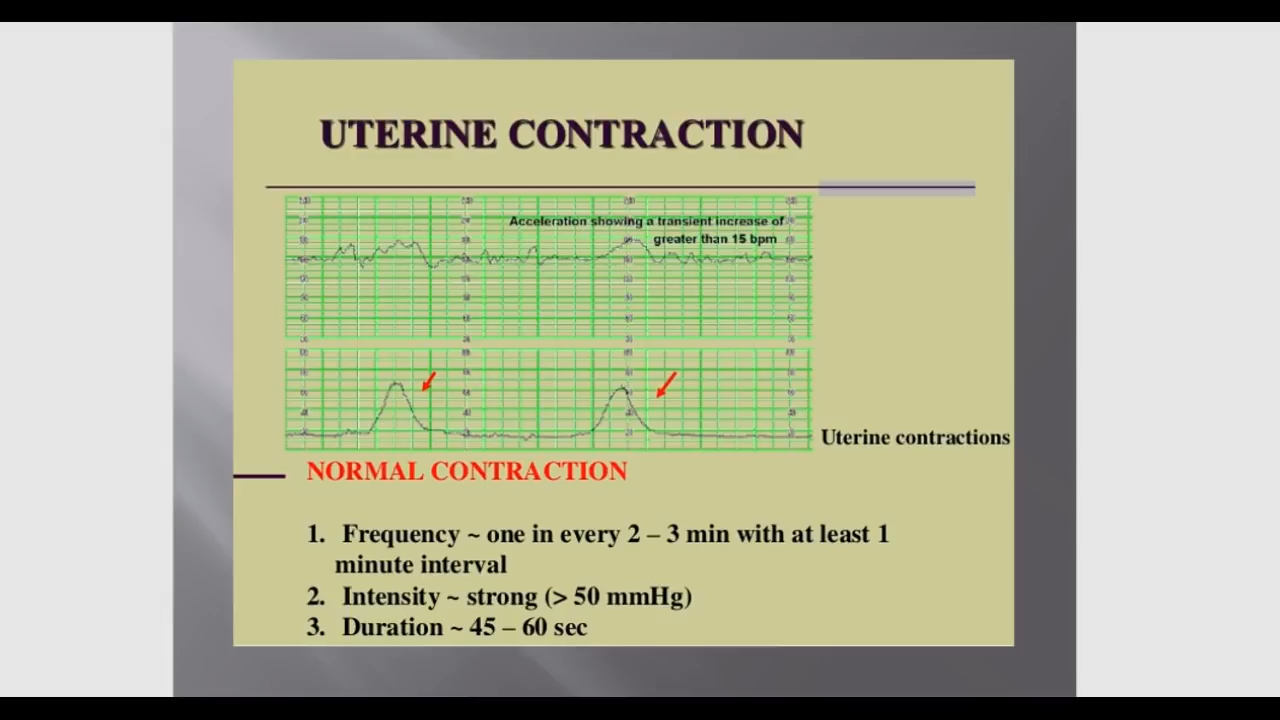 UTERINE CONTRACTION
Acceleration showing a transient increase of
greater than 15 bpm
Uterine contractions
NORMAL CONTRACTION
1. Frequency ~ one in every 2 – 3 min with at least 1
minute interval
2. Intensity ~ strong (> 50 mmHg)
3. Duration ~ 45 – 60 sec